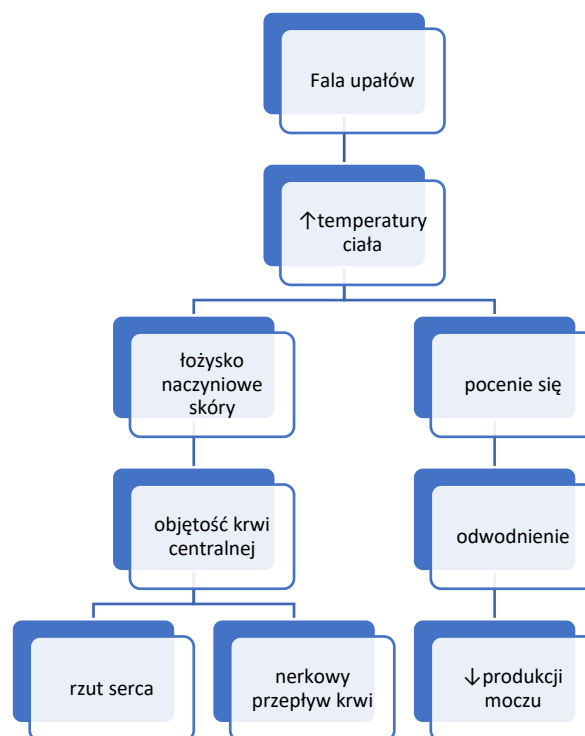 Fala upałów
↑temperatury
ciała
łożysko
naczyniowe
skóry
pocenie się
objętość krwi
centralnej
odwodnienie
rzut serca
nerkowy
przepływ krwi
↓produkcji
moczu